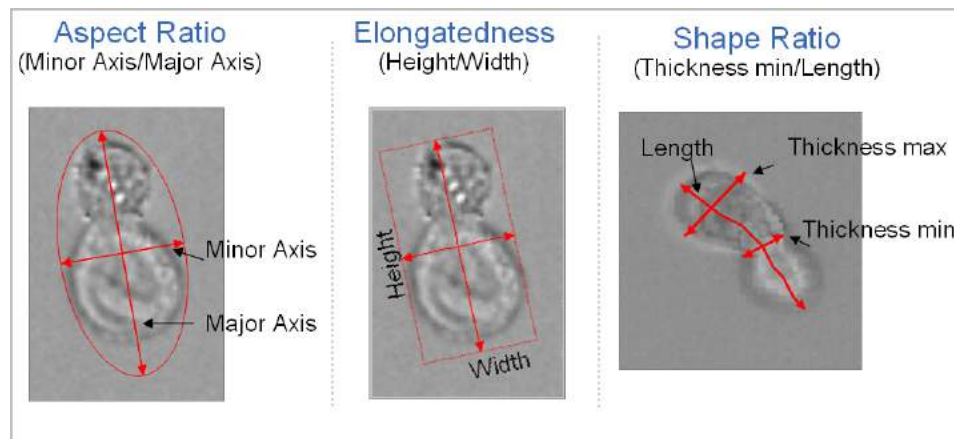 Aspect Ratio
(Minor Axis/Major Axis)
Minor Axis
Major Axis
Elongatedness
(Height/Width)
Height
Width
Shape Ratio
(Thickness min/Length)
Length
Thickness max
Thickness min